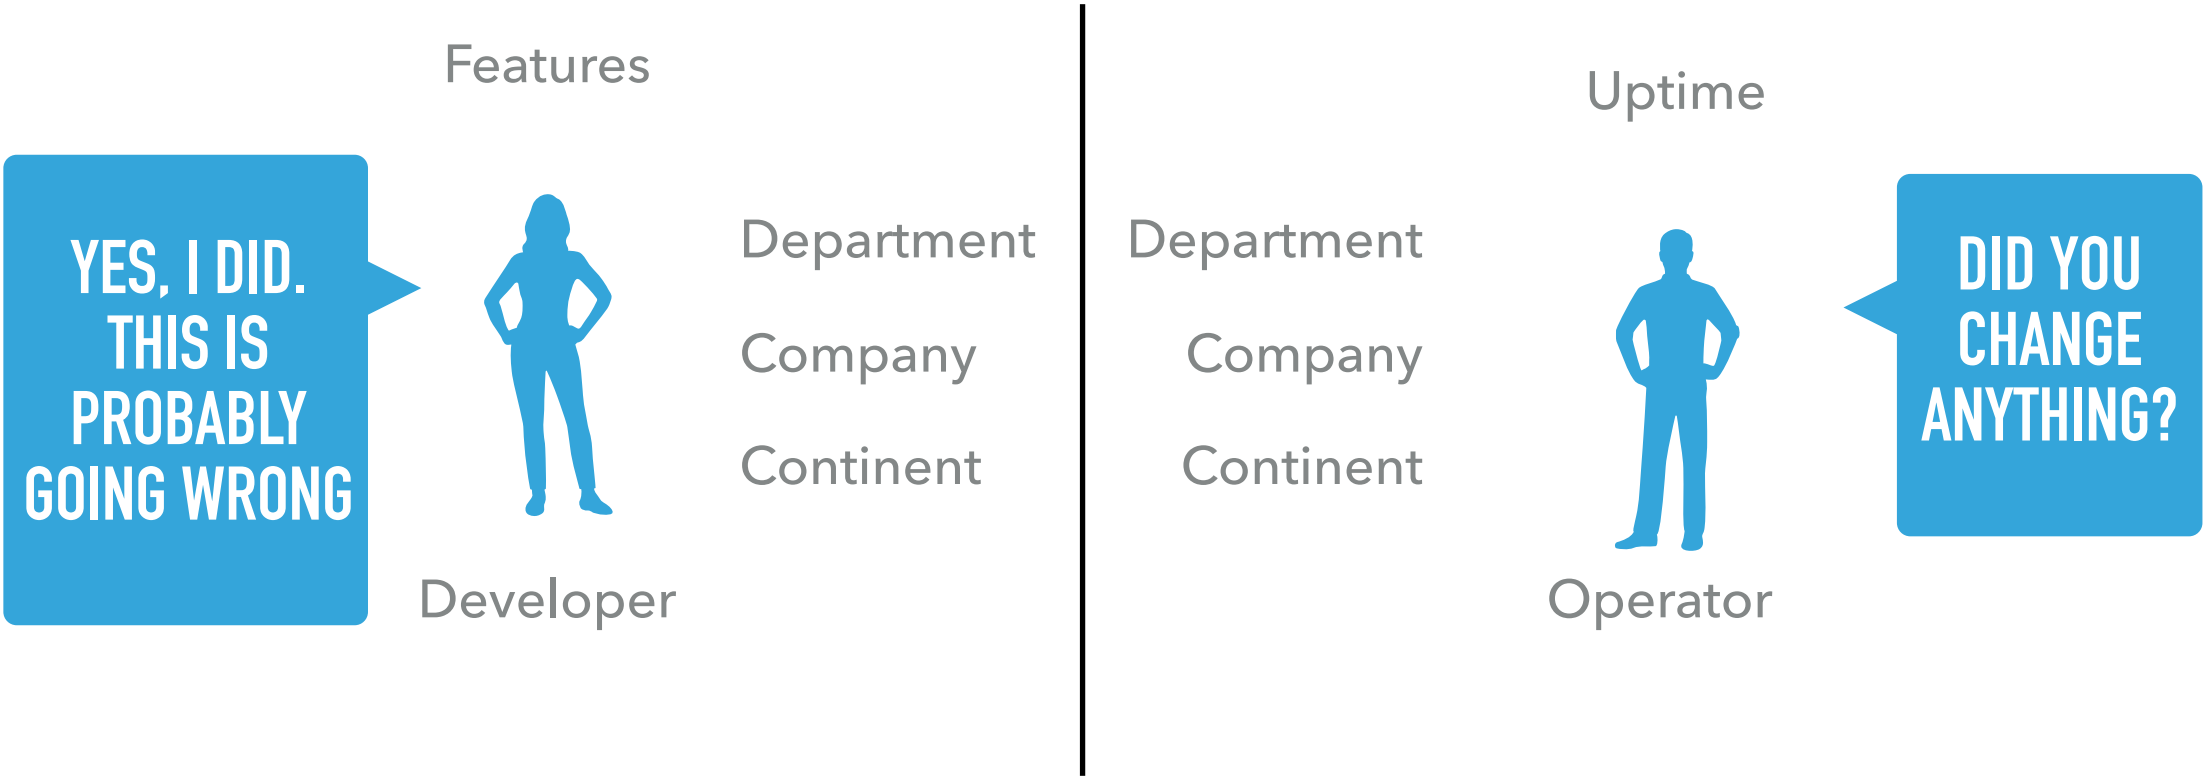 Features
YES, I DID.
THIS IS
PROBABLY
GOING WRONG
Department
Company
Continent
Developer
Uptime
Department
Company
Continent
DID YOU
CHANGE
ANYTHING?
Operator